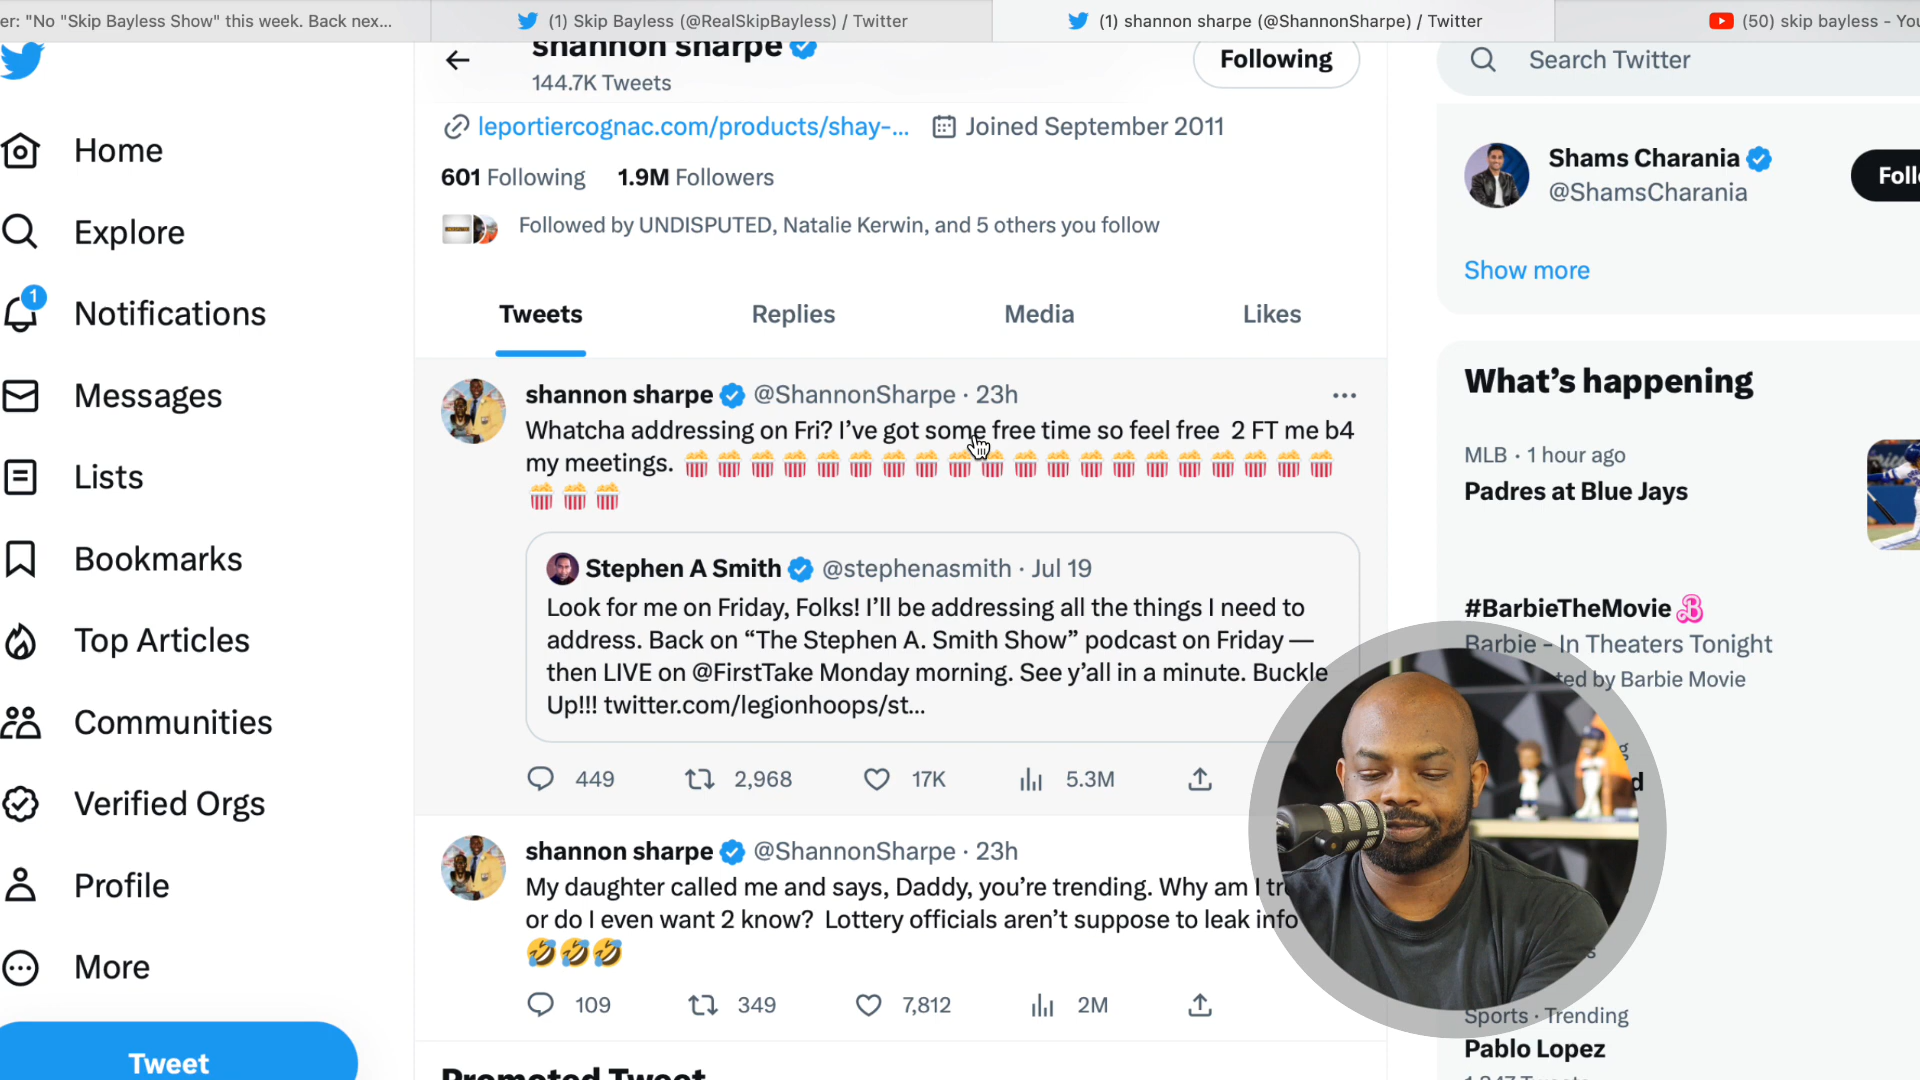 er: "No "Skip Bayless Show" this week. Back nex...
(1) Skip Bayless (@RealSkipBayless) / Twitter
(1) shannon sharpe (@ShannonSharpe) / Twitter
(50) skip bayless - You
shannon sharpe
144.7K Tweets
Following
Search Twitter
leportiercognac.com/products/shay-...
Joined September 2011
601 Following 1.9M Followers
Followed by UNDISPUTED, Natalie Kerwin, and 5 others you follow
Home
Explore
1
Notifications
Messages
Lists
Bookmarks
Top Articles
Communities
Verified Orgs
Profile
More
Tweet
Tweets Replies Media Likes
shannon sharpe @ShannonSharpe · 23h
Whatcha addressing on Fri? I've got some free time so feel free 2 FT me b4
my meetings. 🍿🍿🍿🍿🍿🍿🍿🍿🍿🍿🍿🍿🍿🍿🍿🍿🍿🍿🍿🍿
🍿🍿🍿
Stephen A Smith @stephenasmith · Jul 19
Look for me on Friday, Folks! I'll be addressing all the things I need to
address. Back on “The Stephen A. Smith Show” podcast on Friday —
then LIVE on @FirstTake Monday morning. See y'all in a minute. Buckle
Up!!! twitter.com/legionhoops/st...
449 2,968 17K 5.3M
shannon sharpe @ShannonSharpe · 23h
My daughter called me and says, Daddy, you're trending. Why am I tr
or do I even want 2 know? Lottery officials aren't suppose to leak info
🤣🤣🤣
109 349 7,812 2M
Promoted Tweet
Shams Charania
@ShamsCharania
Foll
Show more
What's happening
MLB · 1 hour ago
Padres at Blue Jays
#BarbieTheMovie
Barbie - In Theaters Tonight
ted by Barbie Movie
Sports · Trending
Pablo Lopez